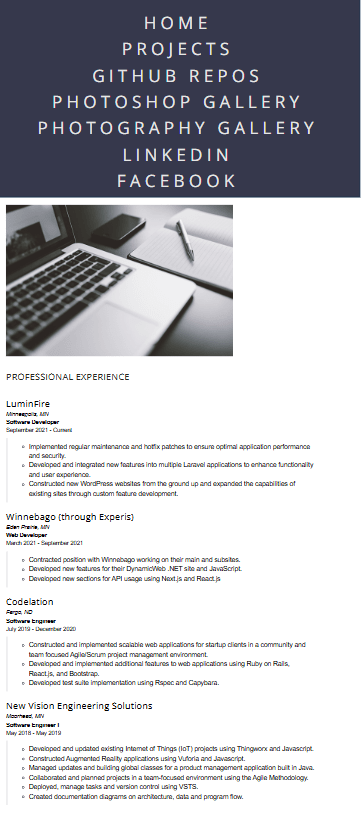 HOME
PROJECTS
GITHUB REPOS
PHOTOSHOP GALLERY
PHOTOGRAPHY GALLERY
LINKEDIN
FACEBOOK
PROFESSIONAL EXPERIENCE
LuminFire
Minneapolis, MN
Software Developer
September 2021 - Current
Implemented regular maintenance and hotfix patches to ensure optimal application performance
and security.
Developed and integrated new features into multiple Laravel applications to enhance functionality
and user experience.
Constructed new WordPress websites from the ground up and expanded the capabilities of
existing sites through custom feature development.
Winnebago (through Experis)
Eden Prairie, MN
Web Developer
March 2021 - September 2021
Contracted position with Winnebago working on their main and subsites.
Developed new features for their DynamicWeb .NET site and JavaScript.
Developed new sections for API usage using Next.js and React.js
Codelation
Fargo, ND
Software Engineer
July 2019 - December 2020
Constructed and implemented scalable web applications for startup clients in a community and
team focused Agile/Scrum project management environment.
Developed and implemented additional features to web applications using Ruby on Rails,
React.js, and Bootstrap.
Developed test suite implementation using Rspec and Capybara.
New Vision Engineering Solutions
Moorhead, MN
Software Engineer I
May 2018 - May 2019
Developed and updated existing Internet of Things (IoT) projects using Thingworx and Javascript.
Constructed Augmented Reality applications using Vuforia and Javascript.
Managed updates and building global classes for a product management application built in Java.
Collaborated and planned projects in a team-focused environment using the Agile Methodology.
Deployed, manage tasks and version control using VSTS.
Created documentation diagrams on architecture, data and program flow.